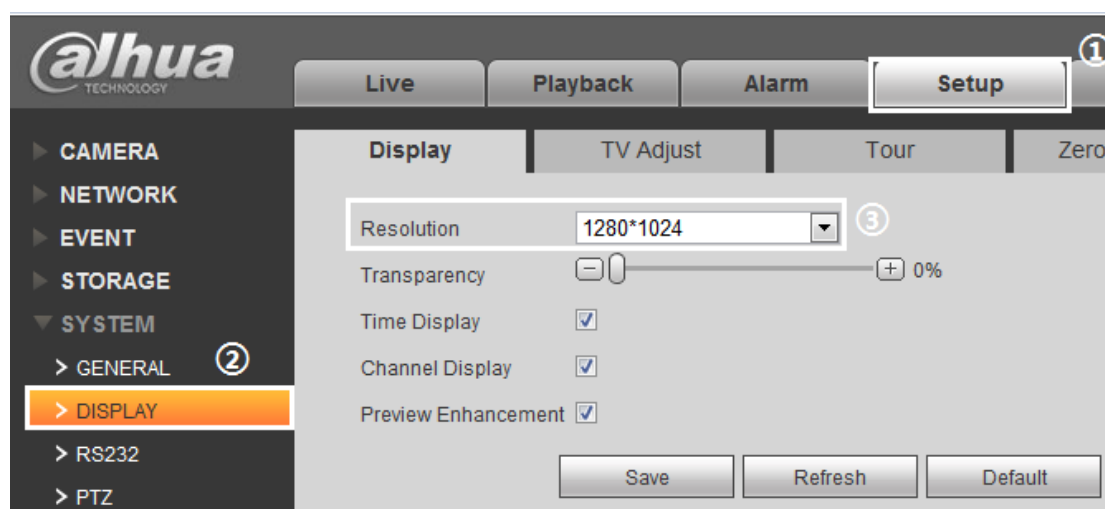 alhua
TECHNOLOGY
Live Playback Alarm Setup ①
CAMERA
NETWORK
EVENT
STORAGE
SYSTEM
> GENERAL ②
> DISPLAY
> RS232
> PTZ
Display TV Adjust Tour Zero
Resolution 1280*1024 ③
Transparency 0%
Time Display
Channel Display
Preview Enhancement
Save Refresh Default